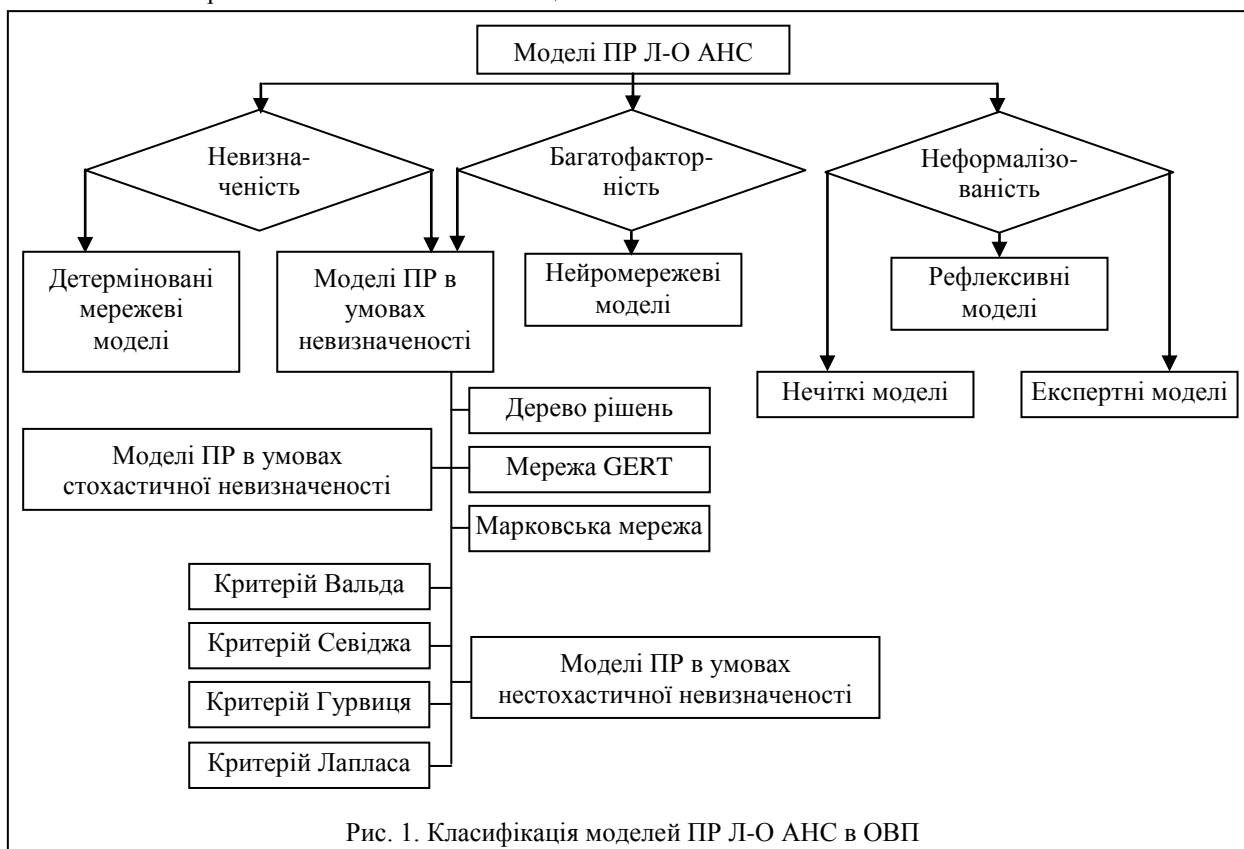 Моделі ПР Л-О АНС
Невизна-
ченість
Багатофактор-
ність
Неформалізо-
ваність
Детерміновані
мережеві
моделі
Моделі ПР в
умовах
невизначеності
Нейромережеві
моделі
Рефлексивні
моделі
Нечіткі моделі
Експертні моделі
Дерево рішень
Моделі ПР в умовах
стохастичної невизначеності
Мережа GERT
Марковська мережа
Критерій Вальда
Критерій Севіджа
Моделі ПР в умовах
нестохастичної невизначеності
Критерій Гурвиця
Критерій Лапласа
Рис. 1. Класифікація моделей ПР Л-О АНС в ОВП